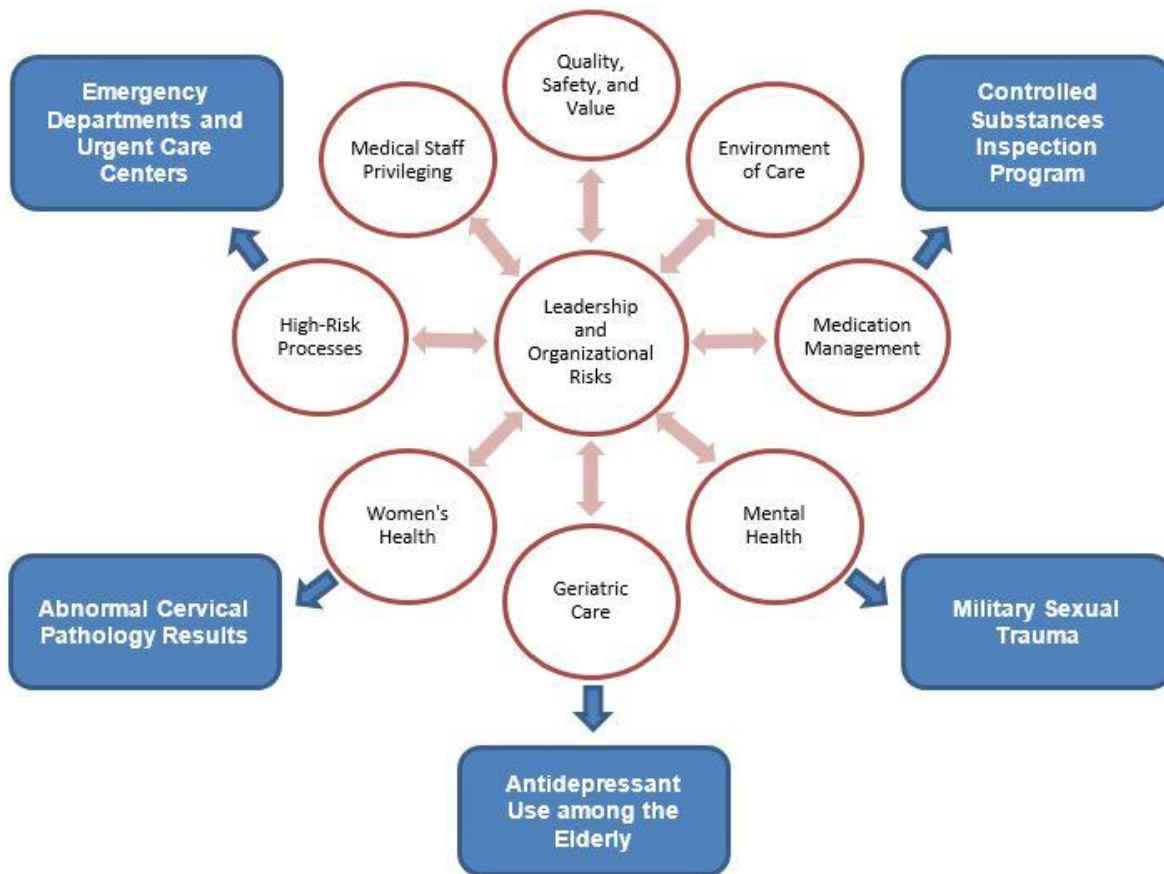 Quality,
Safety, and
Value
Emergency
Departments and
Urgent Care
Centers
Medical Staff
Privileging
Environment
of Care
Controlled
Substances
Inspection
Program
High-Risk
Processes
Leadership
and
Organizational
Risks
Medication
Management
Women's
Health
Mental
Health
Geriatric
Care
Abnormal Cervical
Pathology Results
Military Sexual
Trauma
Antidepressant
Use among the
Elderly